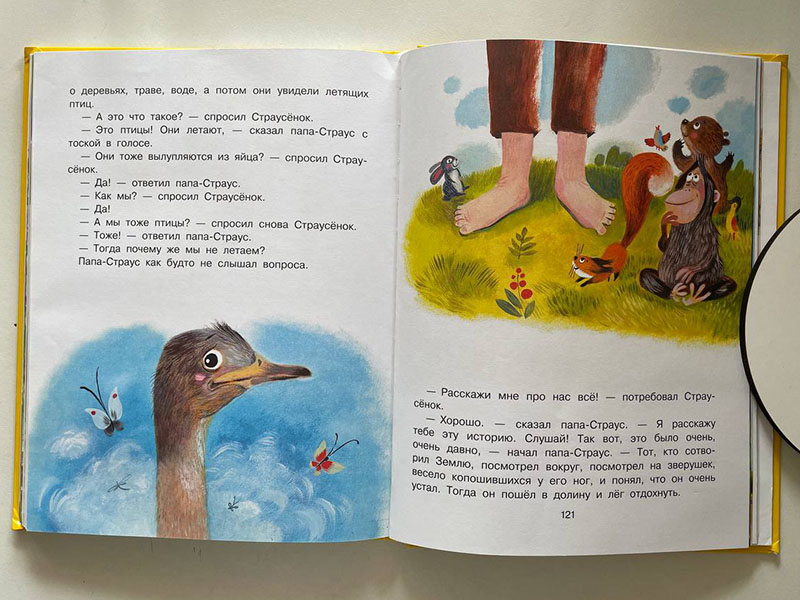 о деревьях, траве, воде, а потом они увидели летящих
птиц.
— А это что такое? — спросил Страусёнок.
— Это птицы! Они летают, — сказал папа-Страус с
тоской в голосе.
— Они тоже вылупляются из яйца? — спросил Страу-
сёнок.
— Да! — ответил папа-Страус.
— Как мы? — спросил Страусёнок.
— Да!
— А мы тоже птицы? — спросил снова Страусёнок.
— Тоже! — ответил папа-Страус.
— Тогда почему же мы не летаем?
Папа-Страус как будто не слышал вопроса.
— Расскажи мне про нас всё! — потребовал Страу-
сёнок.
— Хорошо. — сказал папа-Страус. — Я расскажу
тебе эту историю. Слушай! Так вот, это было очень,
очень давно, — начал папа-Страус. — Тот, кто сотво-
рил Землю, посмотрел вокруг, посмотрел на зверушек,
весело копошившихся у его ног, и понял, что он очень
устал. Тогда он пошёл в долину и лёг отдохнуть.
121